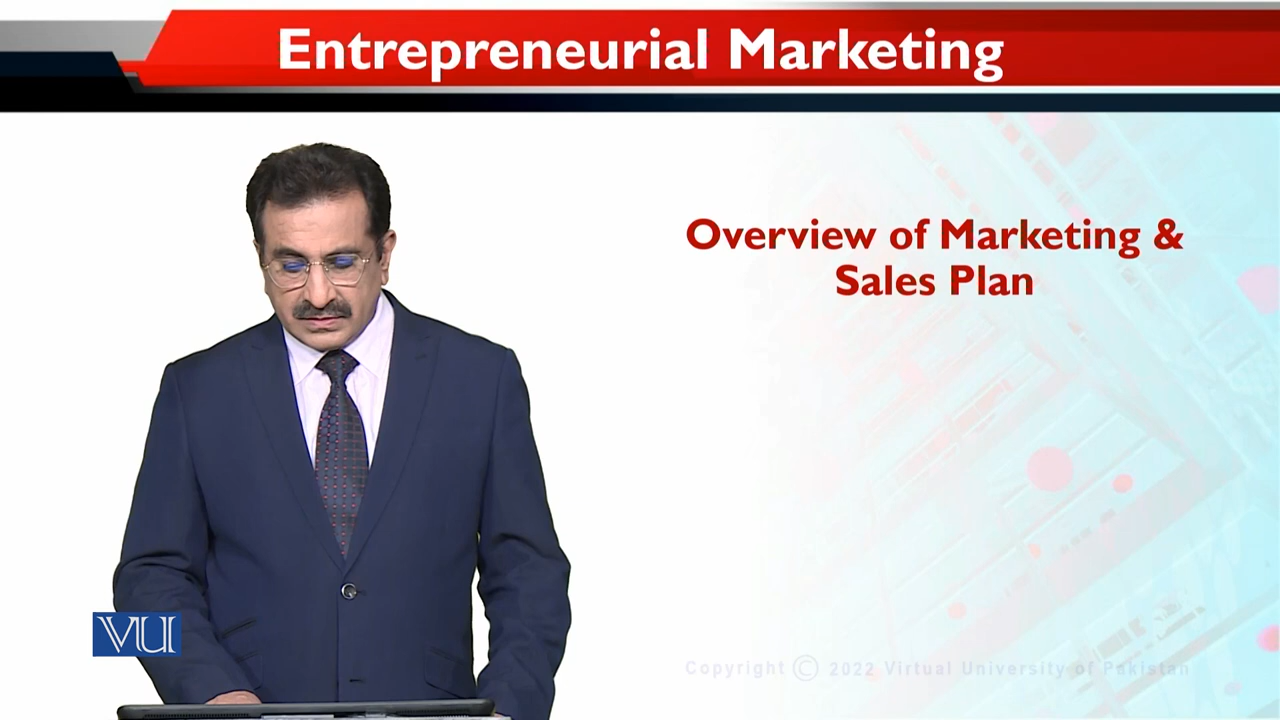 Entrepreneurial Marketing
Overview of Marketing &
Sales Plan
VU
Copyright © 2022 Virtual University of Pakistan